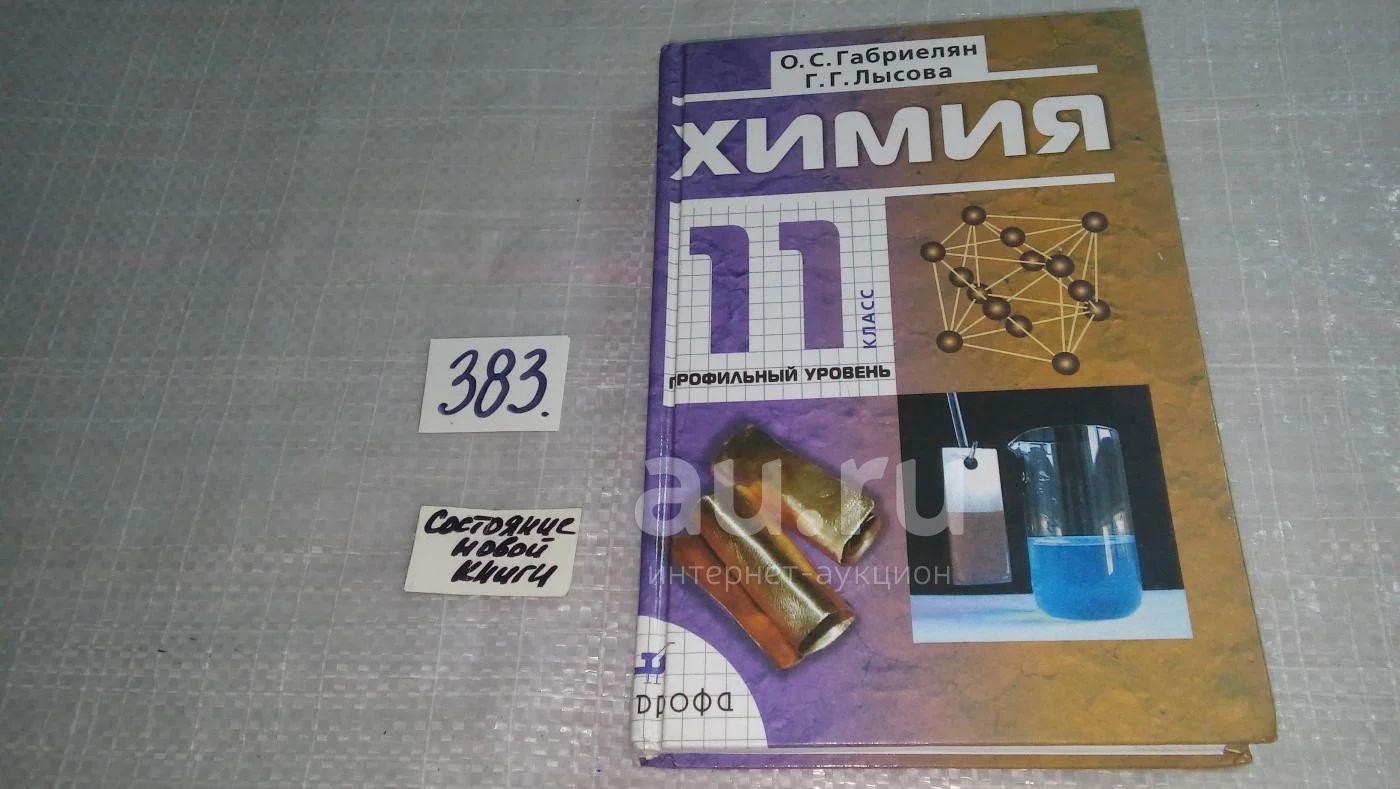 О.С.Габриелян
Г.Г.Лысова
ХИМИЯ
11
КЛАСС
ПРОФИЛЬНЫЙ УРОВЕНЬ
383.
Состояние
новой
книги
au.ru
интернет-аукцион
дрофа